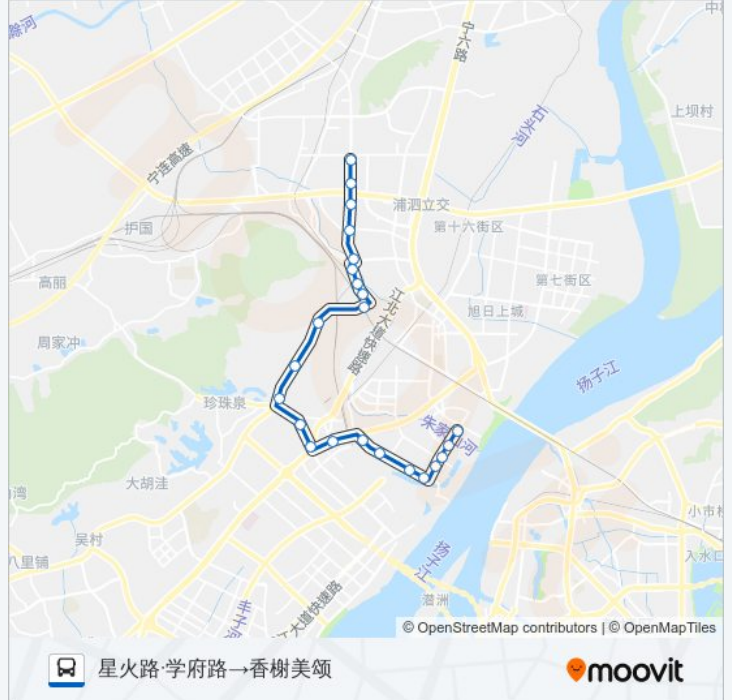 滁河
宁六路
中
上坝村
石头河
宁连高速
浦泗立交
护国
第十六街区
高丽
第七街区
江北大道快速路
旭日上城
周家冲
扬子江
珍珠泉
朱家山河
大胡洼
湾
小市村
吴村
入水口
八里铺
扬子江
潜洲
丰子河
江大道快速路
© OpenStreetMap contributors | © OpenMapTiles
星火路·学府路→香榭美颂
moovit